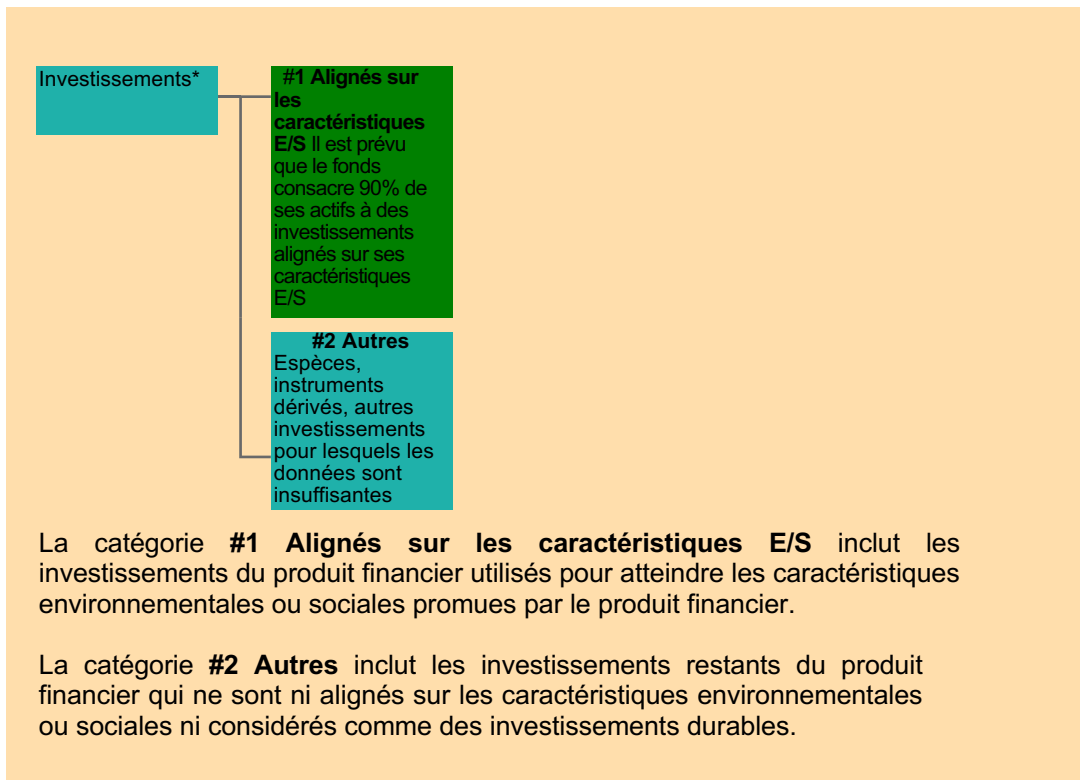 Investissements*
#1 Alignés sur
les
caractéristiques
E/S Il est prévu
que le fonds
consacre 90% de
ses actifs à des
investissements
alignés sur ses
caractéristiques
E/S
#2 Autres
Espèces,
instruments
dérivés, autres
investissements
pour lesquels les
données sont
insuffisantes
La catégorie #1 Alignés sur les caractéristiques E/S inclut les
investissements du produit financier utilisés pour atteindre les caractéristiques
environnementales ou sociales promues par le produit financier.
La catégorie #2 Autres inclut les investissements restants du produit
financier qui ne sont ni alignés sur les caractéristiques environnementales
ou sociales ni considérés comme des investissements durables.